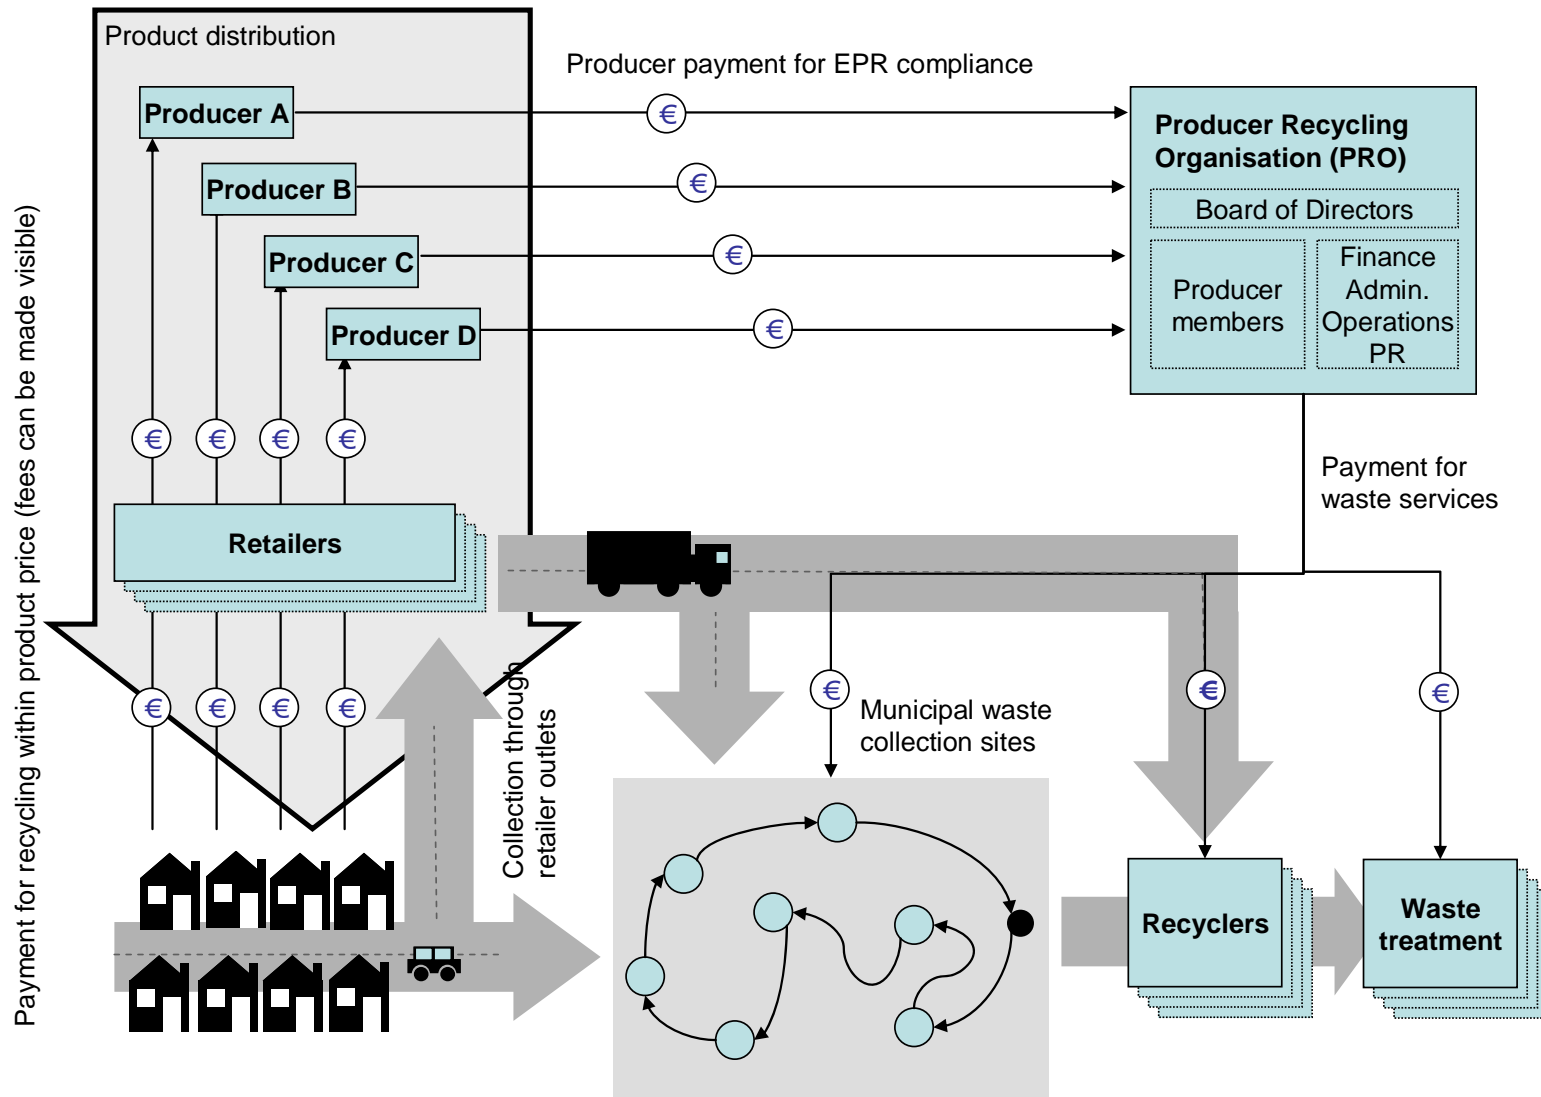 Product distribution
Producer payment for EPR compliance
Producer A
€
Producer B
€
Producer C
€
Producer D
€
Producer Recycling
Organisation (PRO)
Board of Directors
Producer
members
Finance
Admin.
Operations
PR
Payment for recycling within product price (fees can be made visible)
€
€
€
€
Payment for
waste services
Retailers
€
€
€
€
Collection through
retailer outlets
€
€
€
Municipal waste
collection sites
Recyclers
Waste
treatment